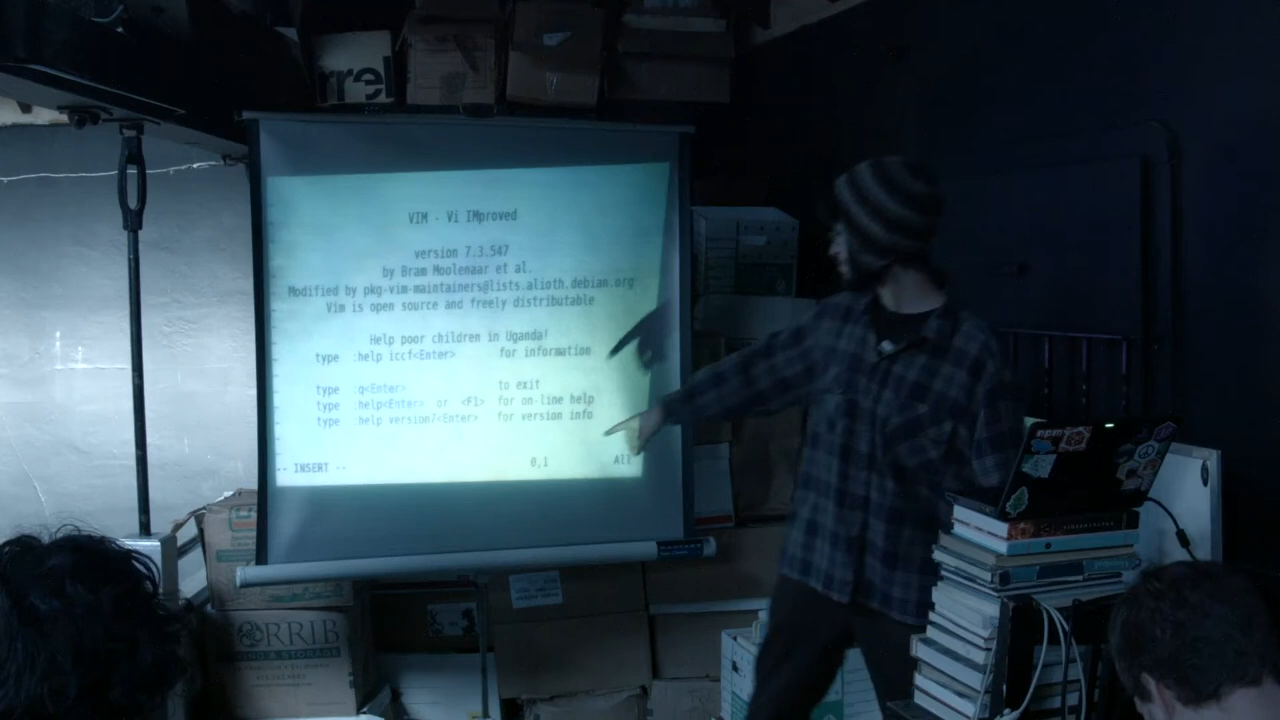 rrel
VIM - Vi IMproved
version 7.3.547
by Bram Moolenaar et al.
Modified by pkg-vim-maintainers@lists.alioth.debian.org
Vim is open source and freely distributable
Help poor children in Uganda!
type :help iccf<Enter> for information
type :q<Enter> to exit
type :help<Enter> or <F1> for on-line help
type :help version7<Enter> for version info
-- INSERT -- 0,1 All
ORRIB
& STORAGE
npm